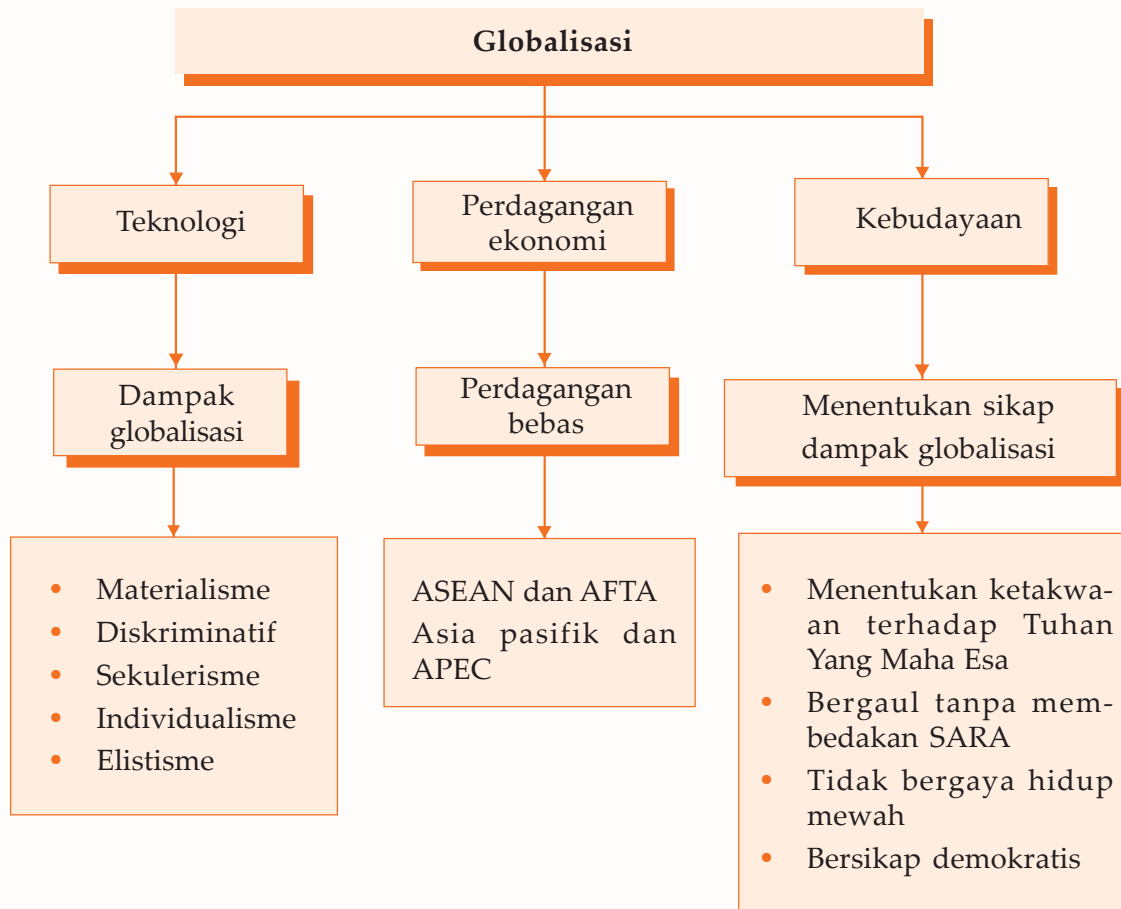 Globalisasi
Teknologi
Perdagangan
ekonomi
Kebudayaan
Dampak
globalisasi
Perdagangan
bebas
Menentukan sikap
dampak globalisasi
• Materialisme
• Diskriminatif
• Sekulerisme
• Individualisme
• Elistisme
ASEAN dan AFTA
Asia pasifik dan
APEC
• Menentukan ketakwa-
an terhadap Tuhan
Yang Maha Esa
• Bergaul tanpa mem-
bedakan SARA
• Tidak bergaya hidup
mewah
• Bersikap demokratis